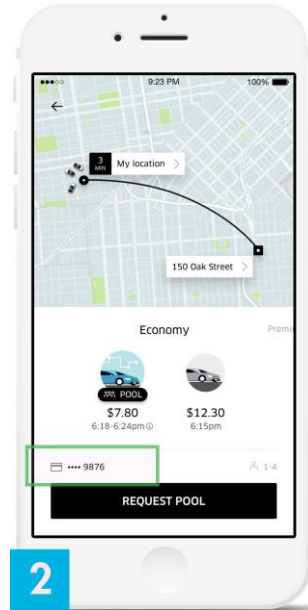 9:23 PM
100%
3
MIN
My location
150 Oak Street
Economy
Premi
POOL
$7.80
$12.30
6:18-6:24pm
6:15pm
•••• 9876
1-4
REQUEST POOL
2